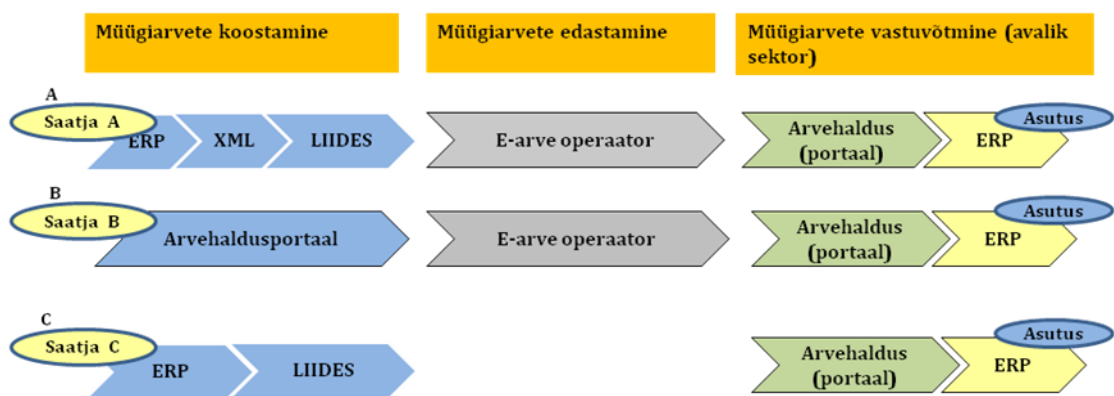 Müügiarvete koostamine
Müügiarvete edastamine
Müügiarvete vastuvõtmine (avalik
sektor)
A
Saatja A
ERP
XML
LIIDES
E-arve operaator
Arvehaldus
(portaal)
ERP
Asutus
B
Saatja B
Arvehaldusportaal
E-arve operaator
Arvehaldus
(portaal)
ERP
Asutus
C
Saatja C
ERP
LIIDES
Arvehaldus
(portaal)
ERP
Asutus